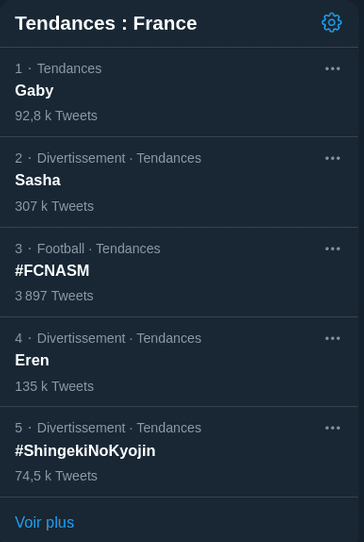 Tendances : France
1 · Tendances
Gaby
92,8 k Tweets
2 · Divertissement · Tendances
Sasha
307 k Tweets
3 · Football · Tendances
#FCNASM
3 897 Tweets
4 · Divertissement · Tendances
Eren
135 k Tweets
5 · Divertissement · Tendances
#ShingekiNoKyojin
74,5 k Tweets
Voir plus